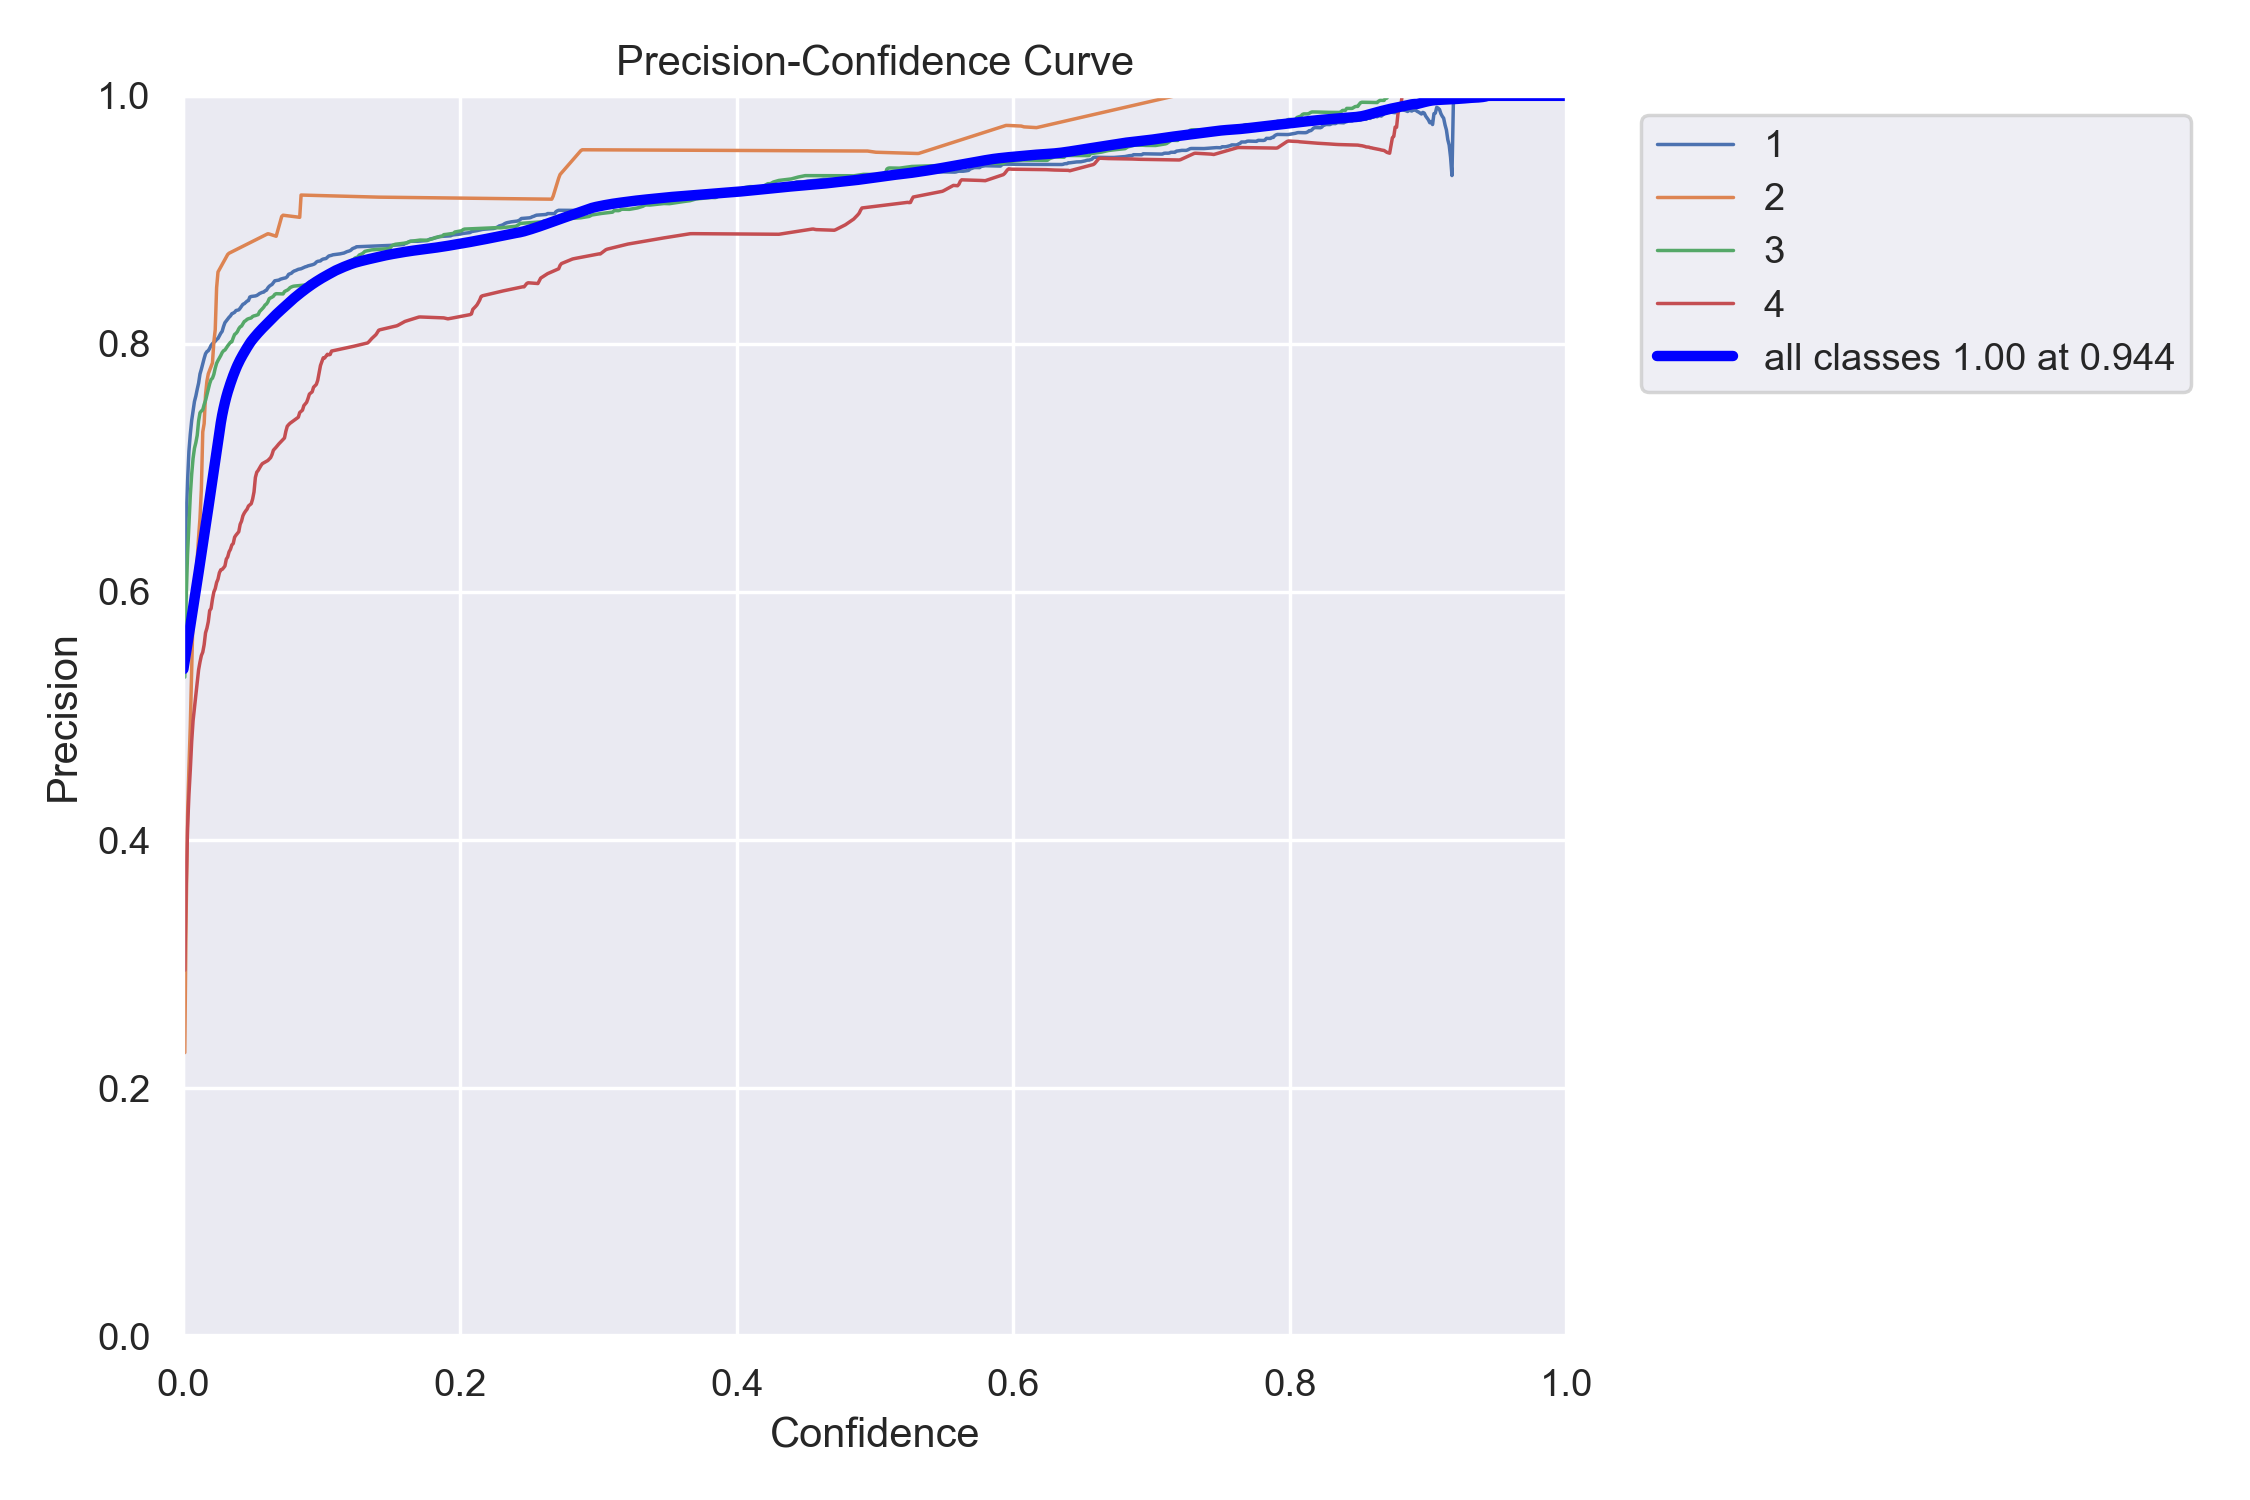 Precision-Confidence Curve
1.0
0.8
0.6
0.4
0.2
0.0
Precision
0.0 0.2 0.4 0.6 0.8 1.0
Confidence
1
2
3
4
all classes 1.00 at 0.944